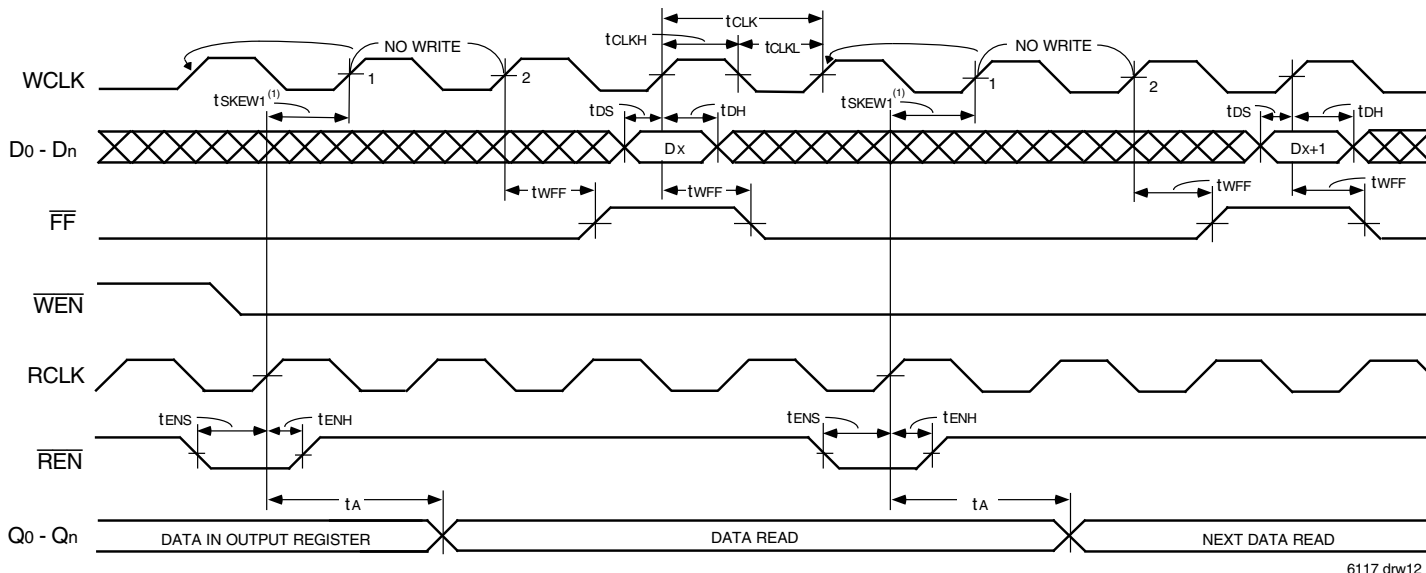 tCLK
tCLKH
tCLKL
NO WRITE
NO WRITE
WCLK
1
2
1
2
tSKEW1(1)
tDS
tDH
tSKEW1(1)
tDS
tDH
D0 - Dn
DX
DX+1
tWFF
tWFF
tWFF
tWFF
FF
WEN
RCLK
tENS
tENH
tENS
tENH
REN
tA
tA
Q0 - Qn
DATA IN OUTPUT REGISTER
DATA READ
NEXT DATA READ
6117 drw12